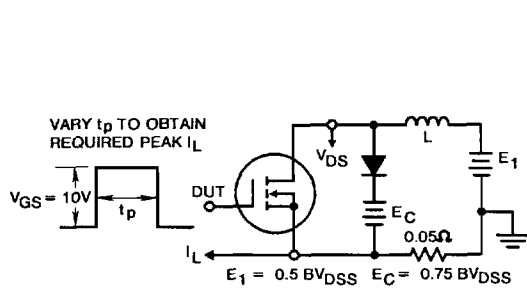 VARY tp TO OBTAIN
REQUIRED PEAK IL
VGS = 10V
tp
DUT
VDS
L
E1
EC
0.05Ω
IL
E1 = 0.5 BVDSS
EC = 0.75 BVDSS